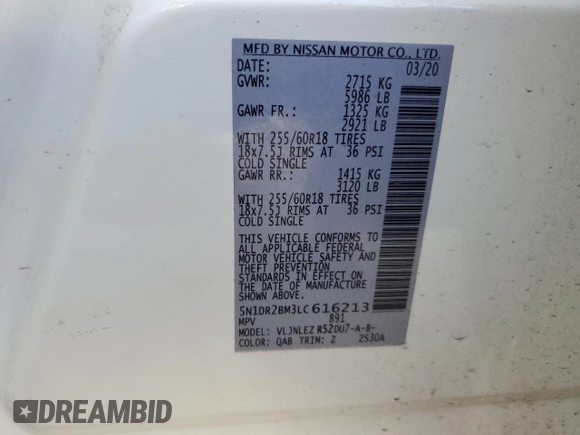 MFD BY NISSAN MOTOR CO., LTD.
DATE: 03/20
GVWR: 2715 KG
5986 LB
GAWR FR.: 1325 KG
2921 LB
WITH 255/60R18 TIRES
18x7.5J RIMS AT 36 PSI
COLD SINGLE
GAWR RR.: 1415 KG
3120 LB
WITH 255/60R18 TIRES
18x7.5J RIMS AT 36 PSI
COLD SINGLE
THIS VEHICLE CONFORMS TO
ALL APPLICABLE FEDERAL
MOTOR VEHICLE SAFETY AND
THEFT PREVENTION
STANDARDS IN EFFECT ON
THE DATE OF MANUFACTURE
SHOWN ABOVE.
5N1DR2BM3LC616213
MPV 891
MODEL: VLJNLEZ R52DU7-A-B-
COLOR: QAB TRIM: Z ZS30A
DREAMBID